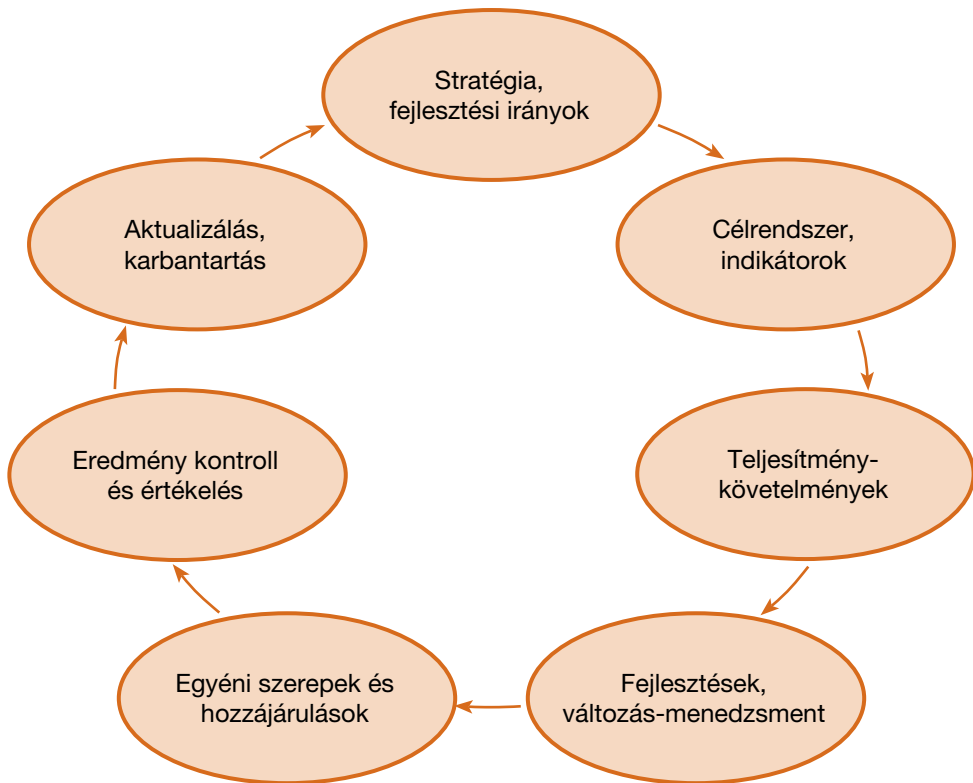 Stratégia,
fejlesztési irányok
Célrendszer,
indikátorok
Teljesítmény-
követelmények
Fejlesztések,
változás-menedzsment
Egyéni szerepek és
hozzájárulások
Eredmény kontroll
és értékelés
Aktualizálás,
karbantartás